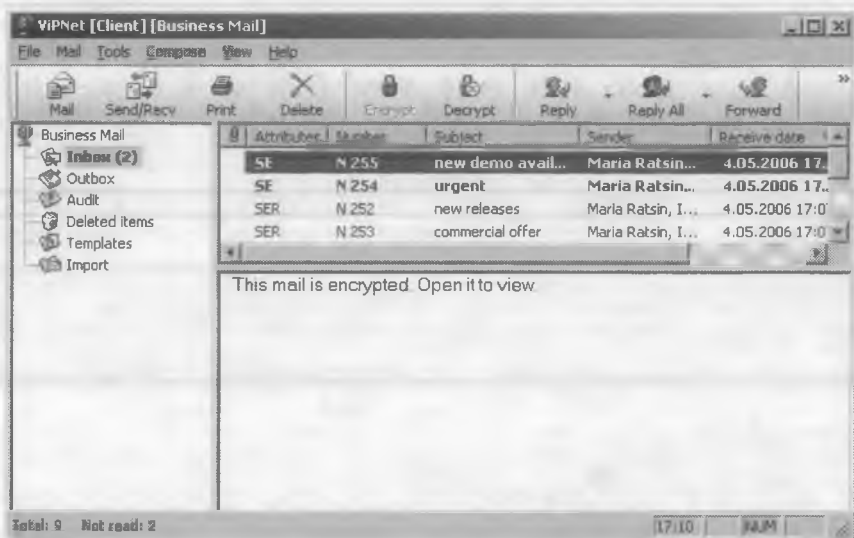 ViPNet [Client] [Business Mail]
File Mail Tools Compose View Help
Mail Send/Recv Print Delete Encrypt Decrypt Reply Reply All Forward »
Business Mail
Inbox (2)
Outbox
Audit
Deleted items
Templates
Import
Attributes Number Subject Sender Receive date
SE N 255 new demo avail... Maria Ratsin... 4.05.2006 17..
SE N 254 urgent Maria Ratsin... 4.05.2006 17..
SER N 252 new releases Maria Ratsin, I... 4.05.2006 17:0
SER N 253 commercial offer Maria Ratsin, I... 4.05.2006 17:0
This mail is encrypted. Open it to view.
Total: 9 Not read: 2 17:10 NUM